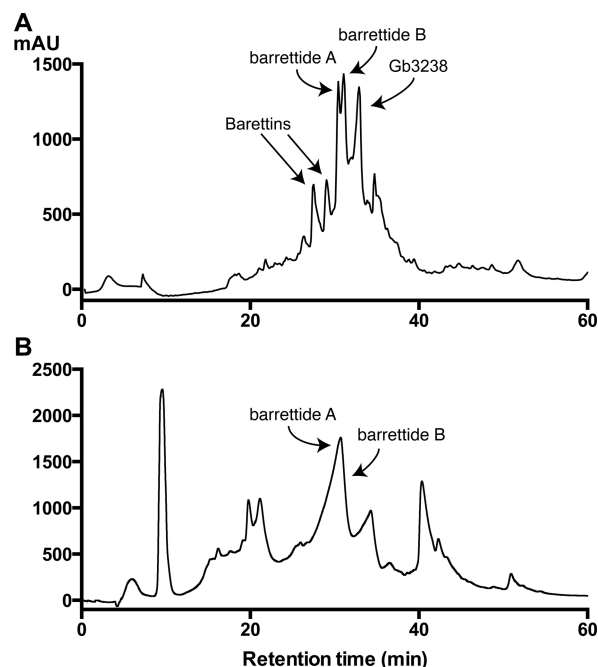 A
mAU
barrettide B
barrettide A
Gb3238
1500
1000
Barettins
500
0
0 20 40 60
B
2500
2000
barrettide A
barrettide B
1500
1000
500
0
0 20 40 60
Retention time (min)